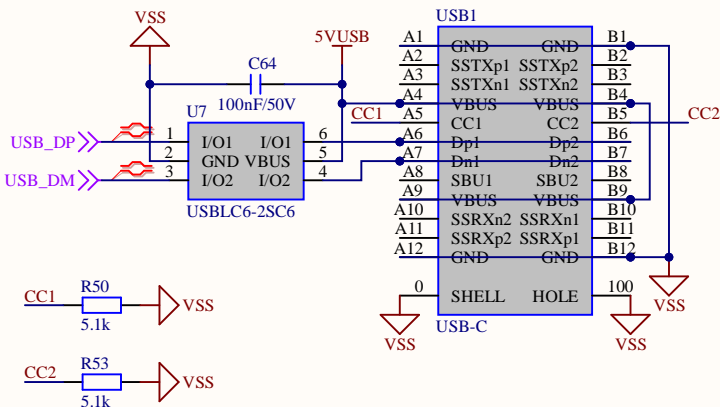 VSS
C64
5VUSB
100nF/50V
U7
USB_DP
1 I/O1 I/O1 6
2 GND VBUS 5
USB_DM
3 I/O2 I/O2 4
USBLC6-2SC6
USB1
A1 GND GND B1
A2 SSTXp1 SSTXp2 B2
A3 SSTXn1 SSTXn2 B3
A4 VBUS VBUS B4
CC1 A5 CC1 CC2 B5 CC2
A6 Dp1 Dp2 B6
A7 Dn1 Dn2 B7
A8 SBU1 SBU2 B8
A9 VBUS VBUS B9
A10 SSRXn2 SSRXn1 B10
A11 SSRXp2 SSRXp1 B11
A12 GND GND B12
0 SHELL HOLE 100
USB-C
VSS
VSS
VSS
CC1
R50
5.1k
VSS
CC2
R53
5.1k
VSS